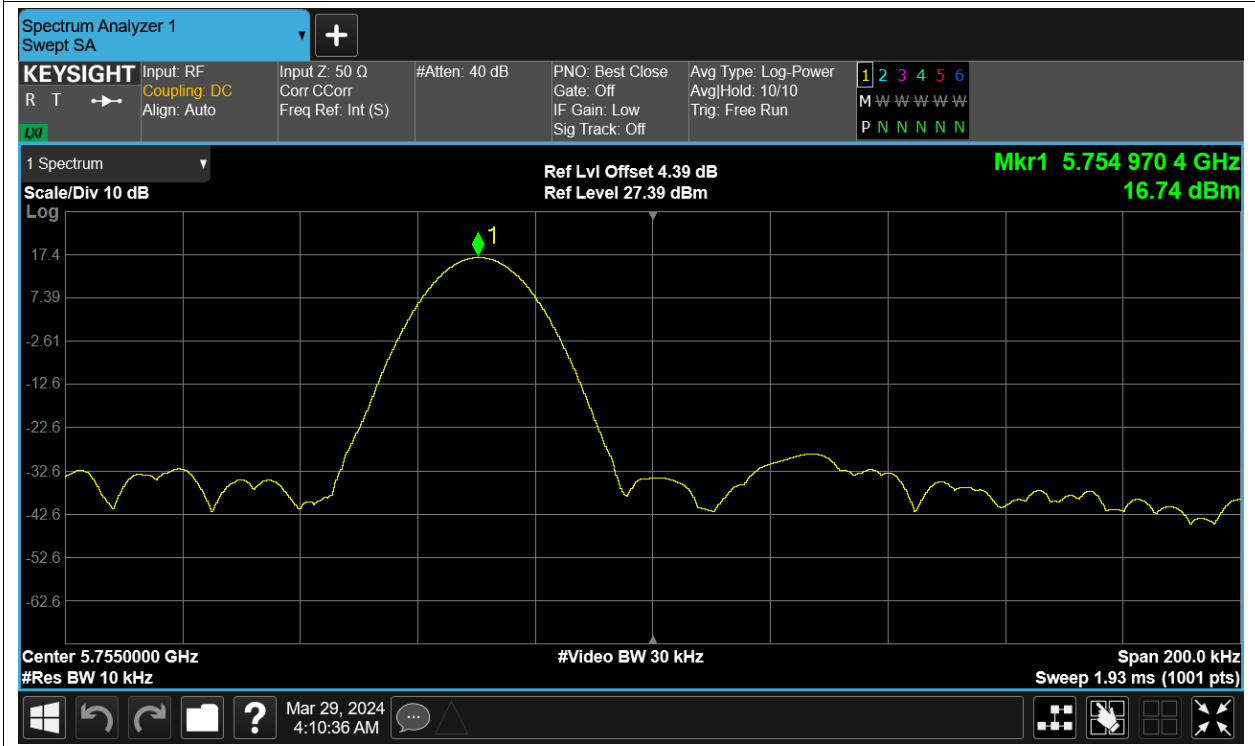 Spectrum Analyzer 1
Swept SA
KEYSIGHT
R T
LXI
Input: RF
Coupling: DC
Align: Auto
Input Z: 50 Ω
Corr CCorr
Freq Ref: Int (S)
#Atten: 40 dB
PNO: Best Close
Gate: Off
IF Gain: Low
Sig Track: Off
Avg Type: Log-Power
Avg|Hold: 10/10
Trig: Free Run
1 2 3 4 5 6
M W W W W W
P N N N N N
1 Spectrum
Scale/Div 10 dB
Log
Ref Lvl Offset 4.39 dB
Ref Level 27.39 dBm
Mkr1 5.754 970 4 GHz
16.74 dBm
1
17.4
7.39
-2.61
-12.6
-22.6
-32.6
-42.6
-52.6
-62.6
Center 5.7550000 GHz
#Res BW 10 kHz
#Video BW 30 kHz
Span 200.0 kHz
Sweep 1.93 ms (1001 pts)
?
Mar 29, 2024
4:10:36 AM